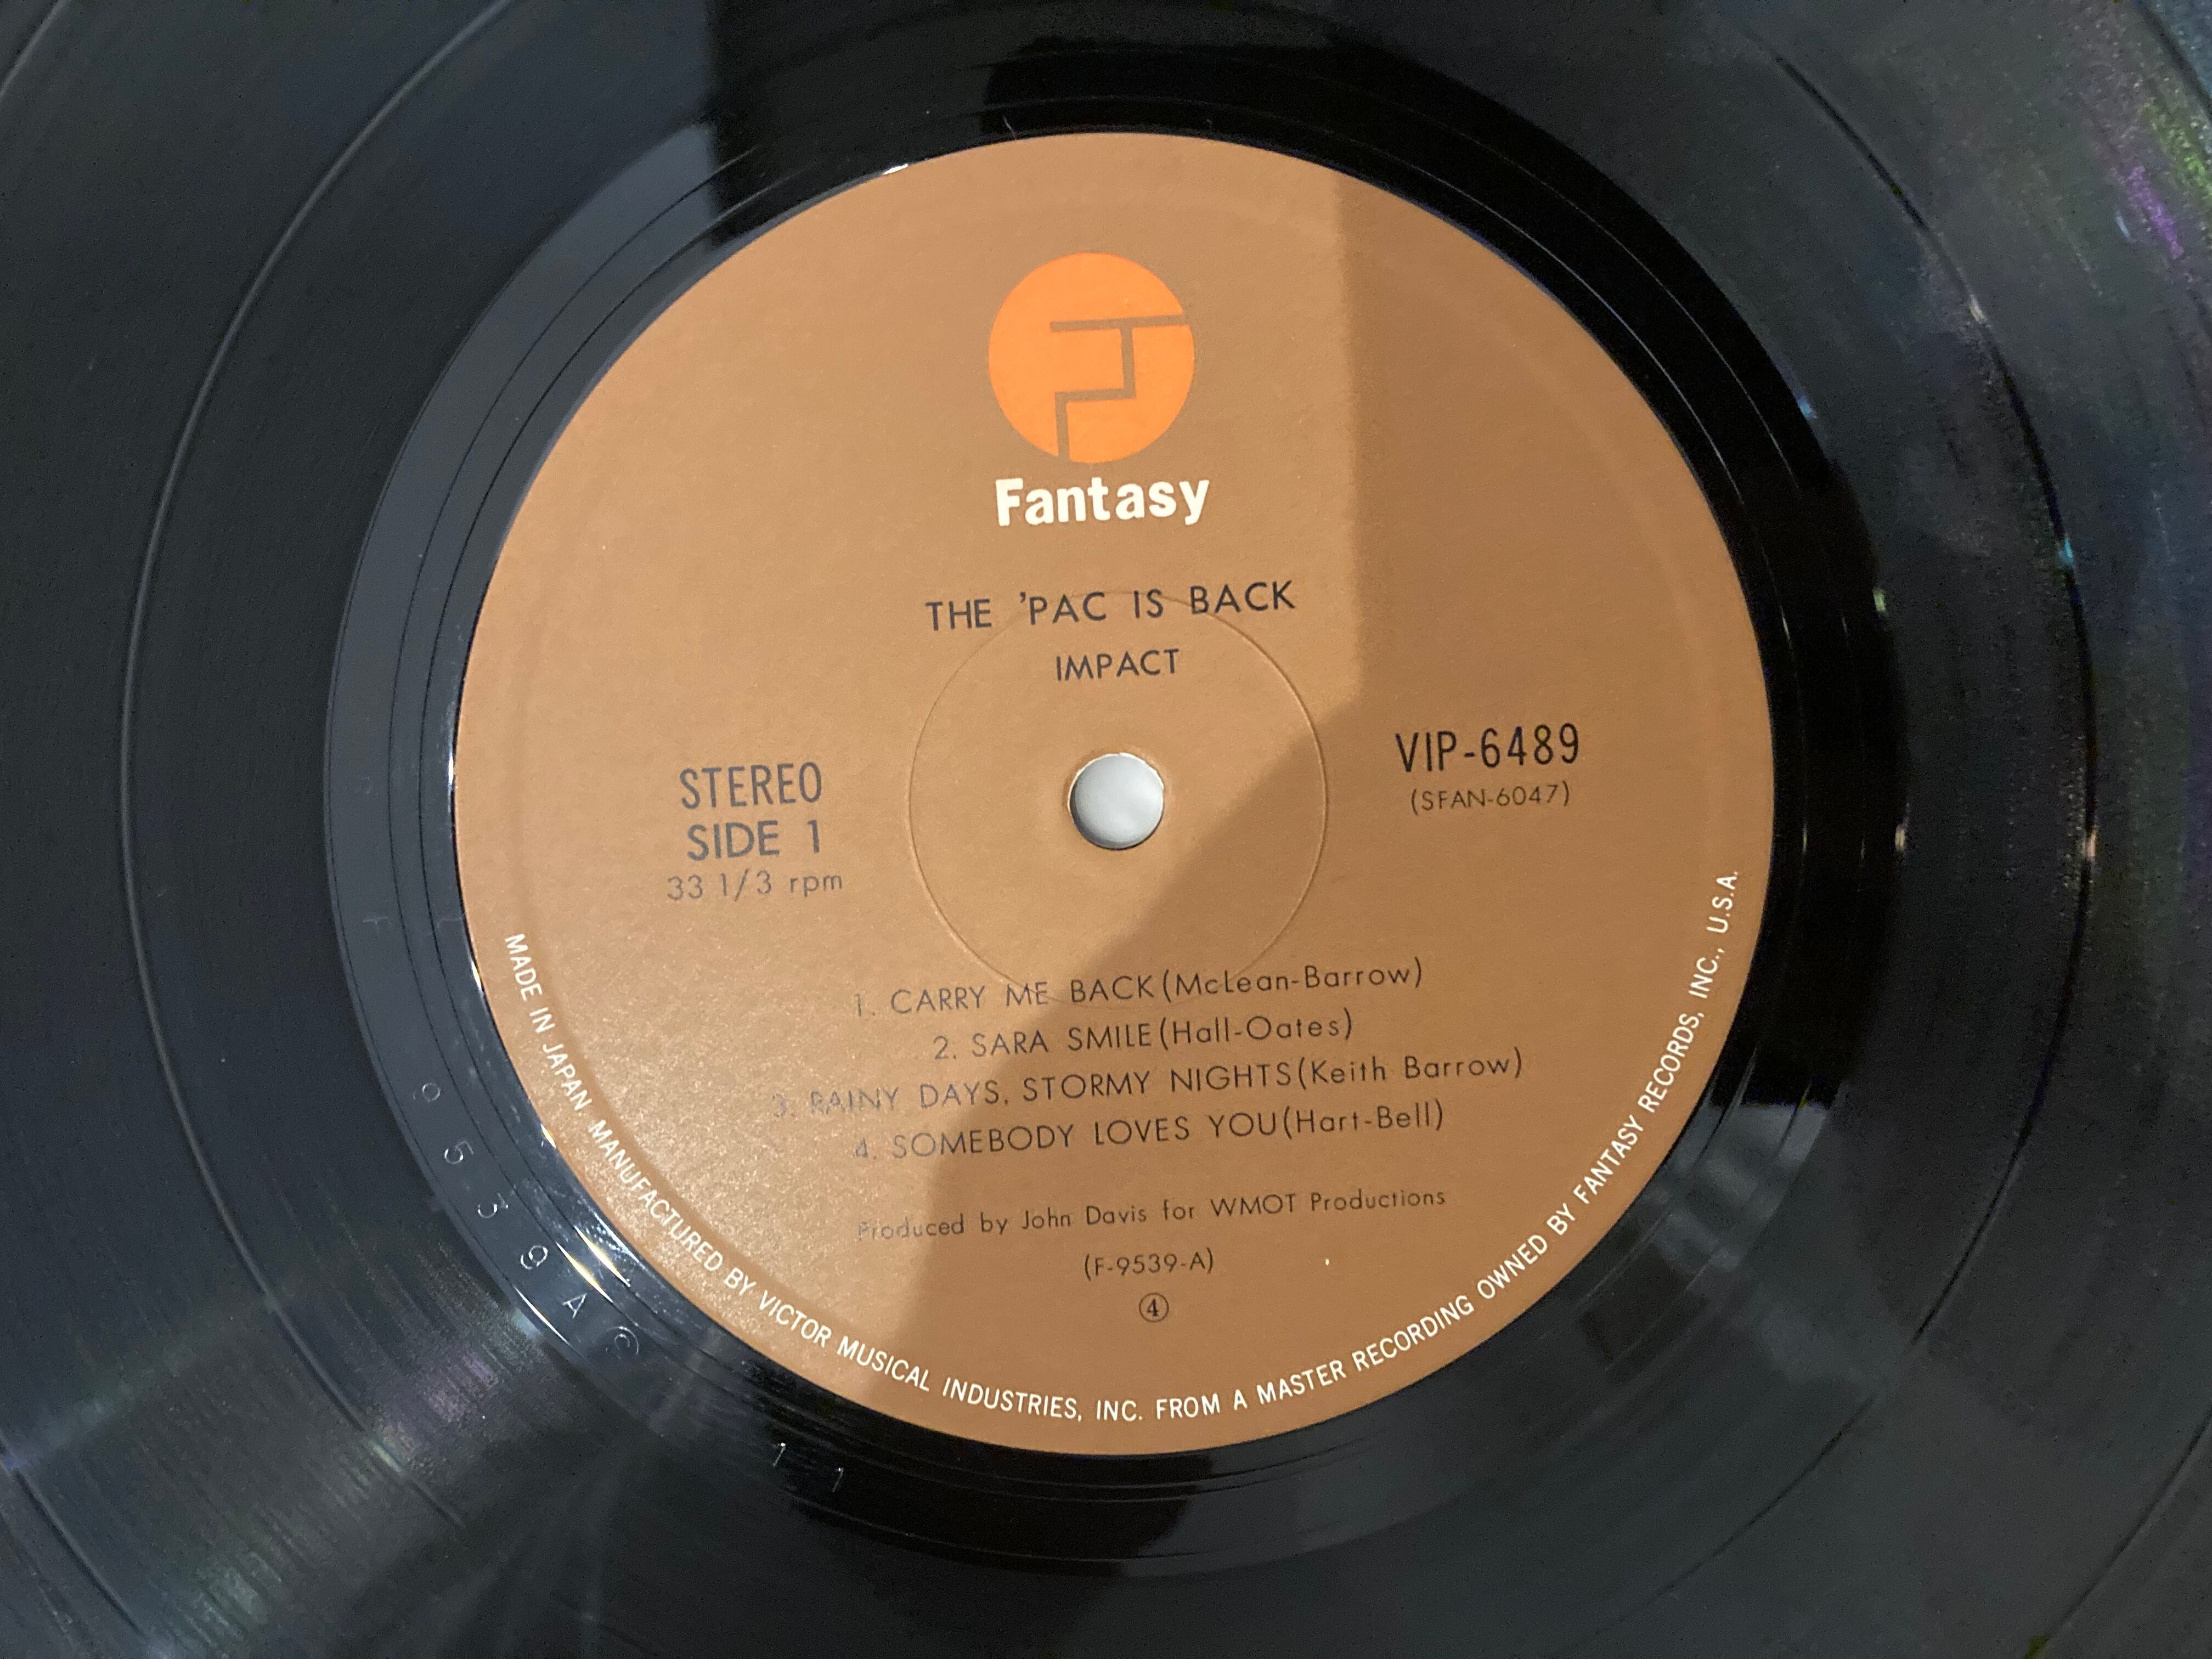 Fantasy
THE 'PAC IS BACK
IMPACT
STEREO
SIDE 1
33 1/3 rpm
VIP-6489
(SFAN-6047)
1. CARRY ME BACK(McLean-Barrow)
2. SARA SMILE(Hall-Oates)
3. RAINY DAYS, STORMY NIGHTS(Keith Barrow)
4. SOMEBODY LOVES YOU(Hart-Bell)
Produced by John Davis for WMOT Productions
(F-9539-A)
④
MADE IN JAPAN. MANUFACTURED BY VICTOR MUSICAL INDUSTRIES, INC. FROM A MASTER RECORDING OWNED BY FANTASY RECORDS, INC., U.S.A.
9539A
11